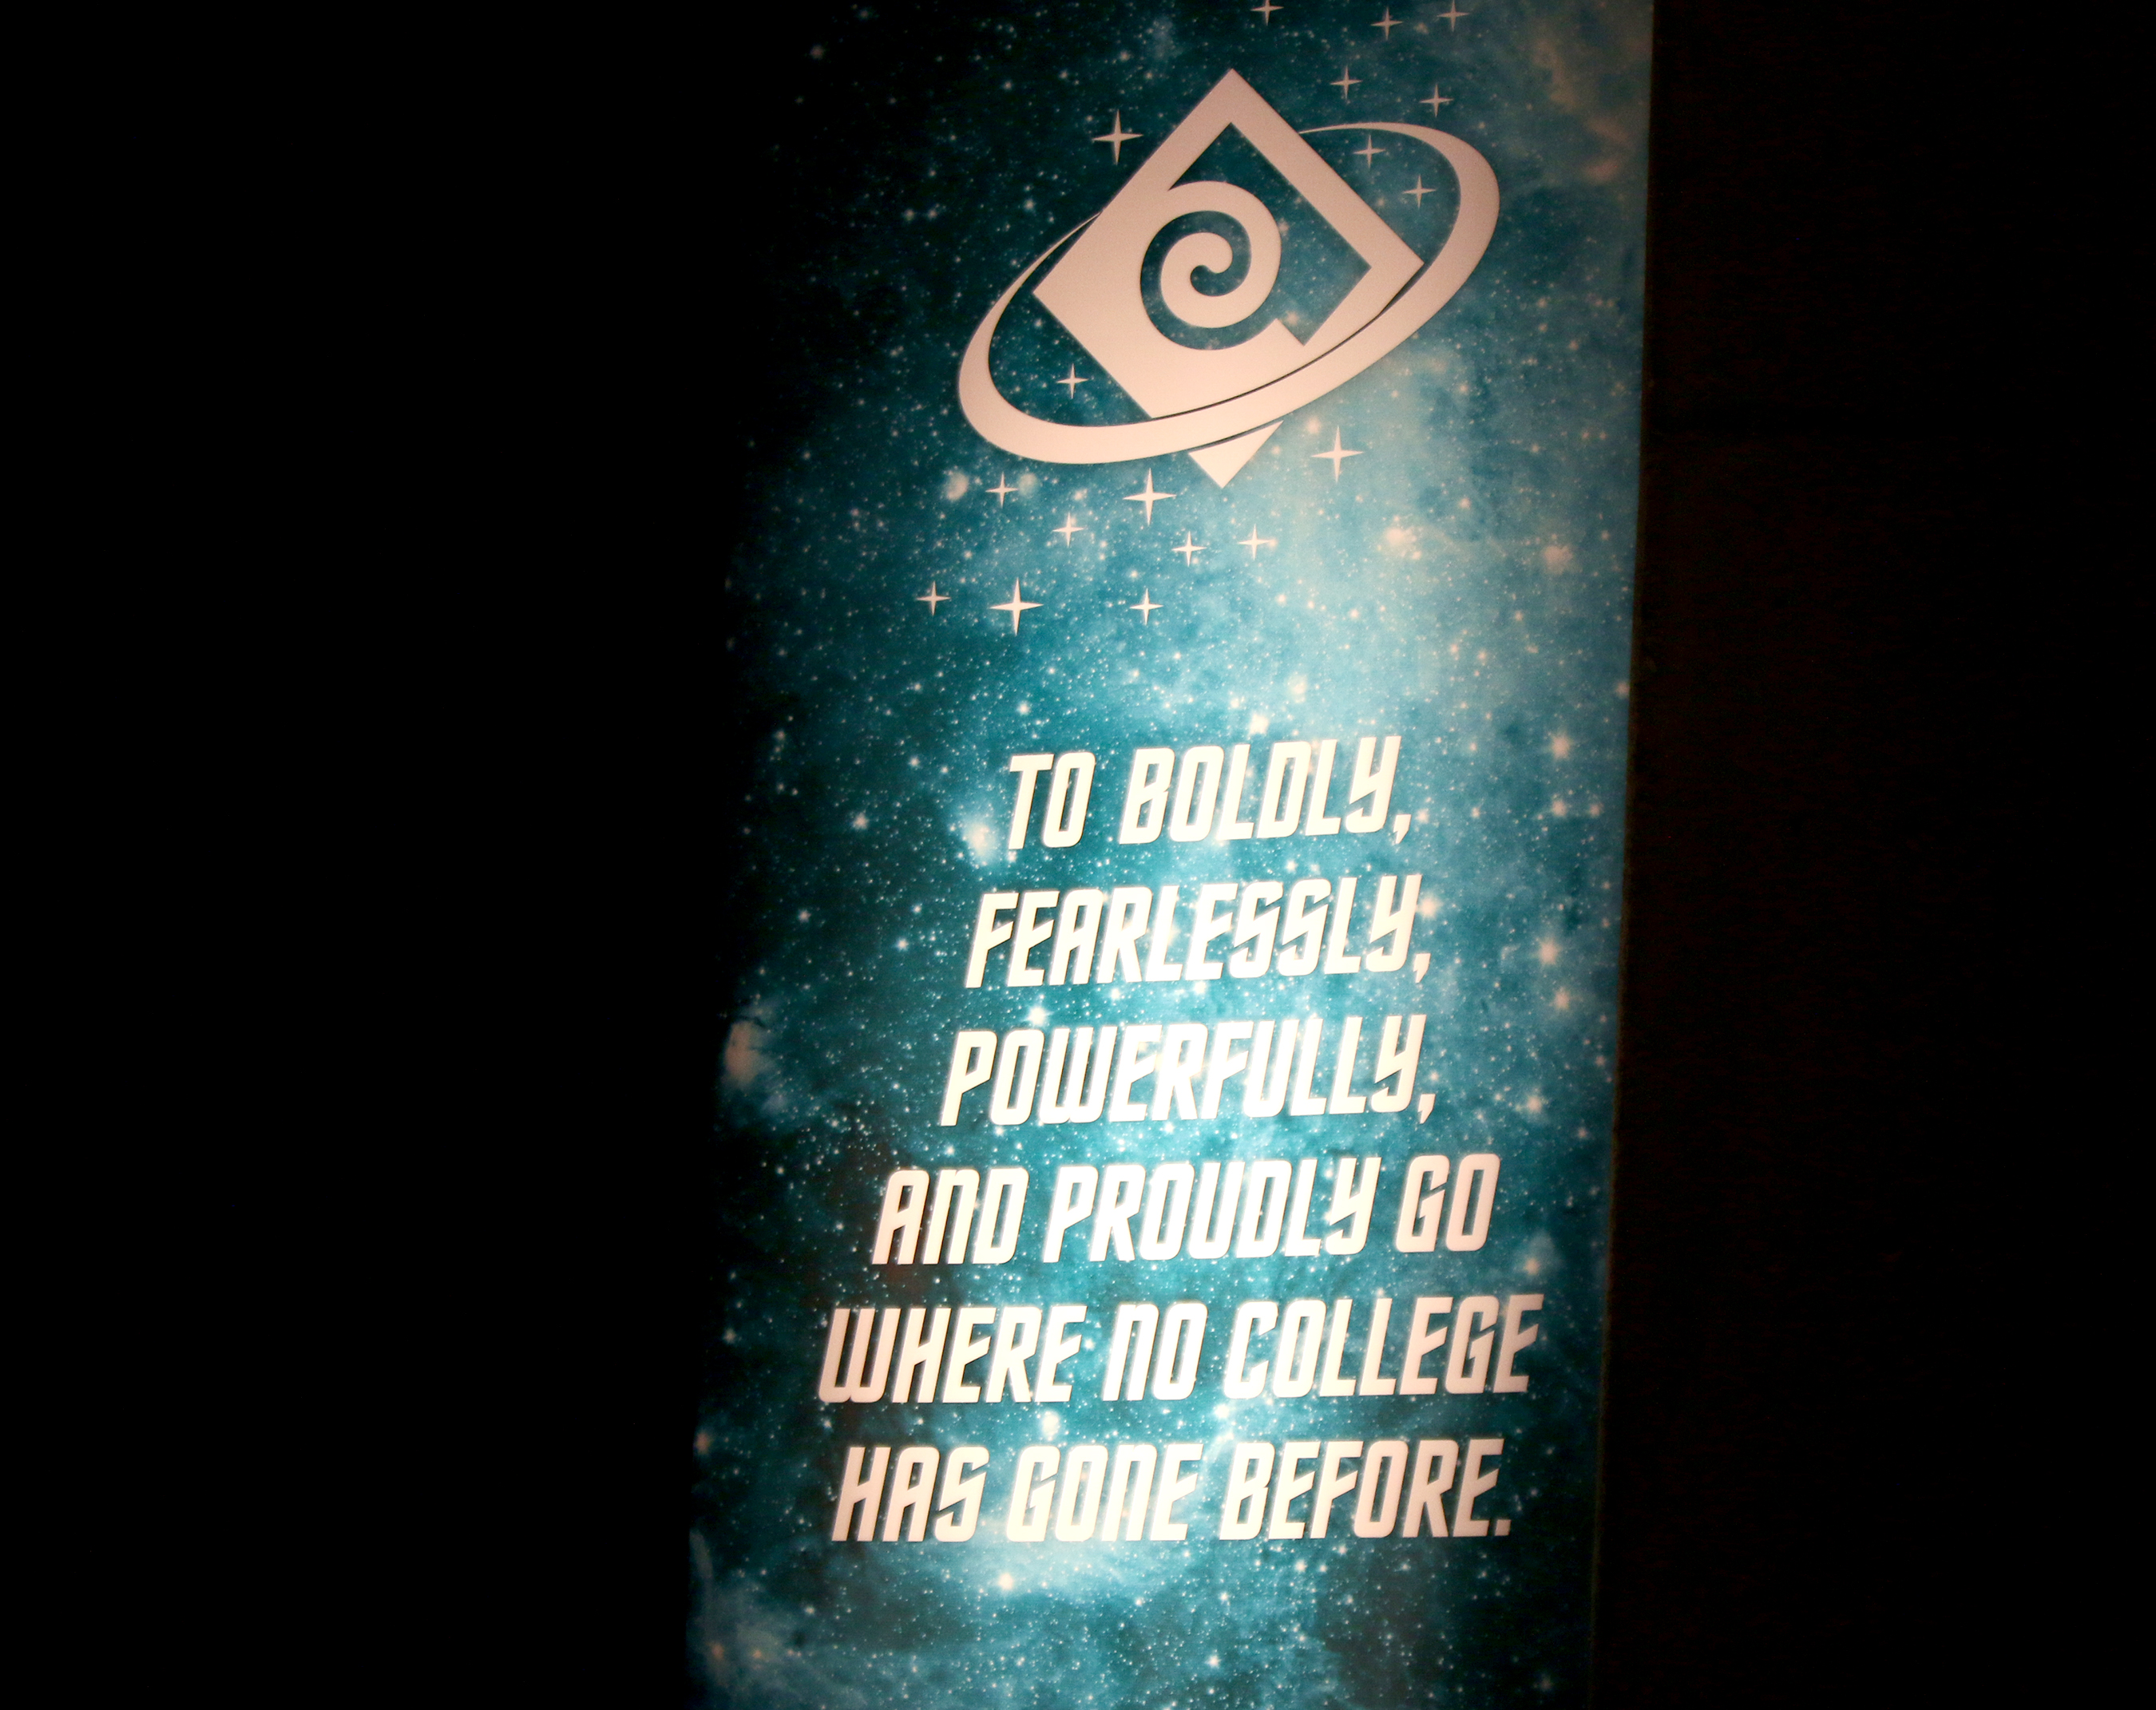 TO BOLDLY,
FEARLESSLY,
POWERFULLY,
AND PROUDLY GO
WHERE NO COLLEGE
HAS GONE BEFORE.